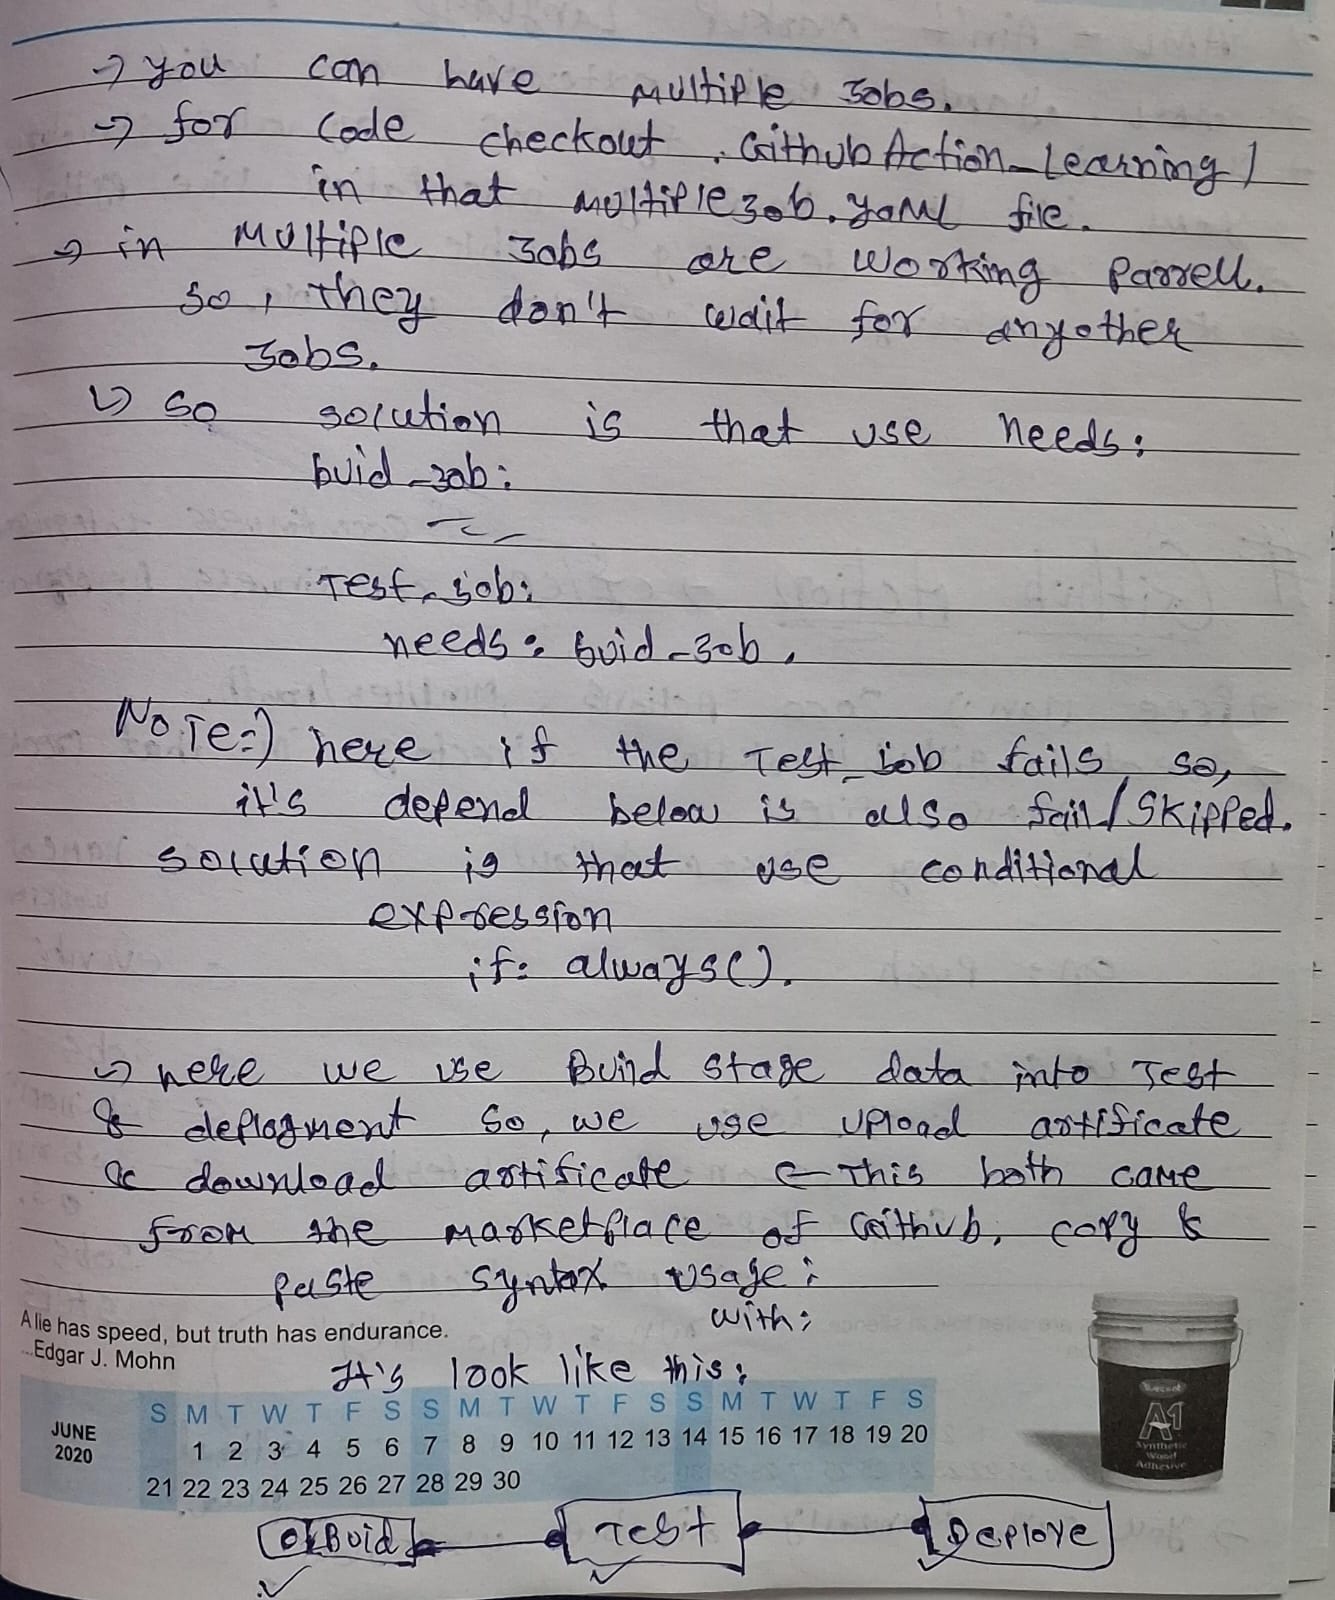 → you can have multiple Jobs.
→ for code checkout. GithubAction_Learning/
in that multipleJob.yaml file.
→ in Multiple Jobs are working parrell.
so, they don't wait for anyother
Jobs.
↳ so solution is that use needs:
buid_job:
Test_job:
needs: buid_job.
NoTe:) here if the Test_job fails so,
it's depend below is also fail/skipped.
solution is that use conditional
expression
if: always().
→ here we use Build stage data into Test
& deployment so, we use upload artificate
& download artificate ← This both came
from the marketplace of Github, copy &
paste syntax usage:
with:
A lie has speed, but truth has endurance.
...Edgar J. Mohn
It's look like this:
S M T W T F S S M T W T F S S M T W T F S
JUNE 2020
1 2 3 4 5 6 7 8 9 10 11 12 13 14 15 16 17 18 19 20
21 22 23 24 25 26 27 28 29 30
A1
Synthetic
Wood
Adhesive
Buid Test Deploye